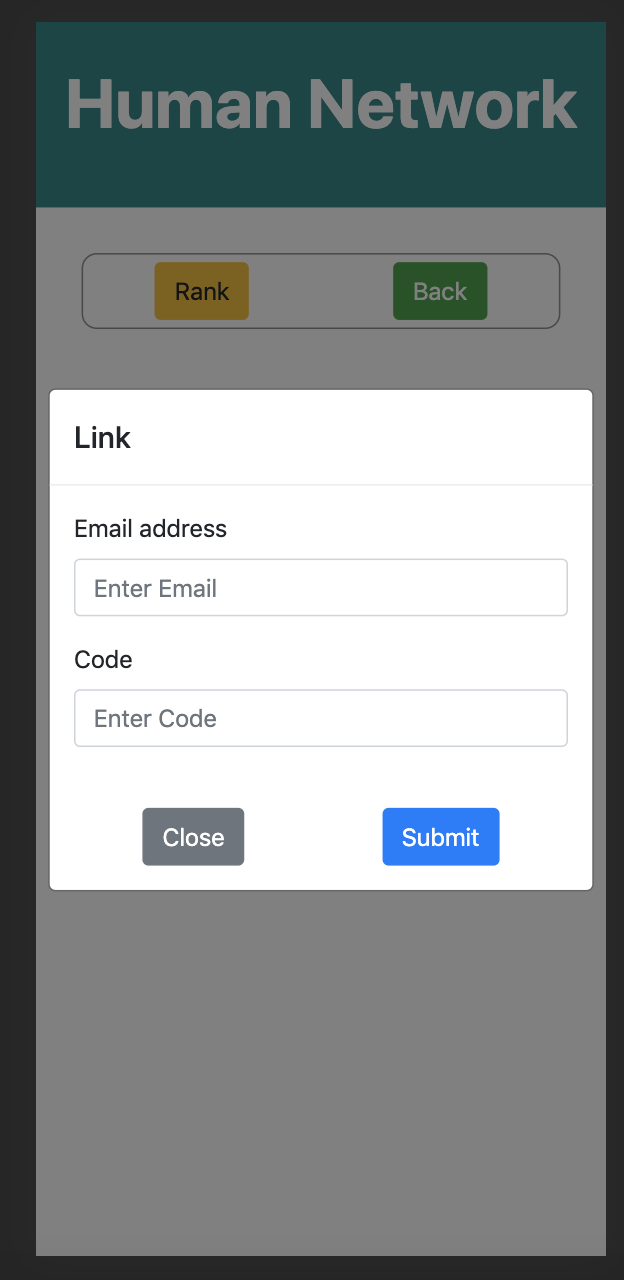 Human Network
Rank Back
Link
Email address
Enter Email
Code
Enter Code
Close Submit